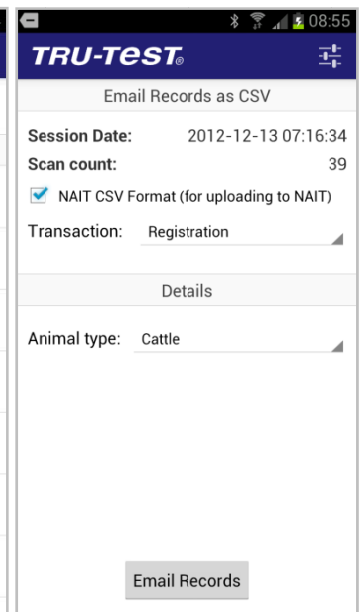 08:55
TRU-TEST®
Email Records as CSV
Session Date: 2012-12-13 07:16:34
Scan count: 39
NAIT CSV Format (for uploading to NAIT)
Transaction: Registration
Details
Animal type: Cattle
Email Records